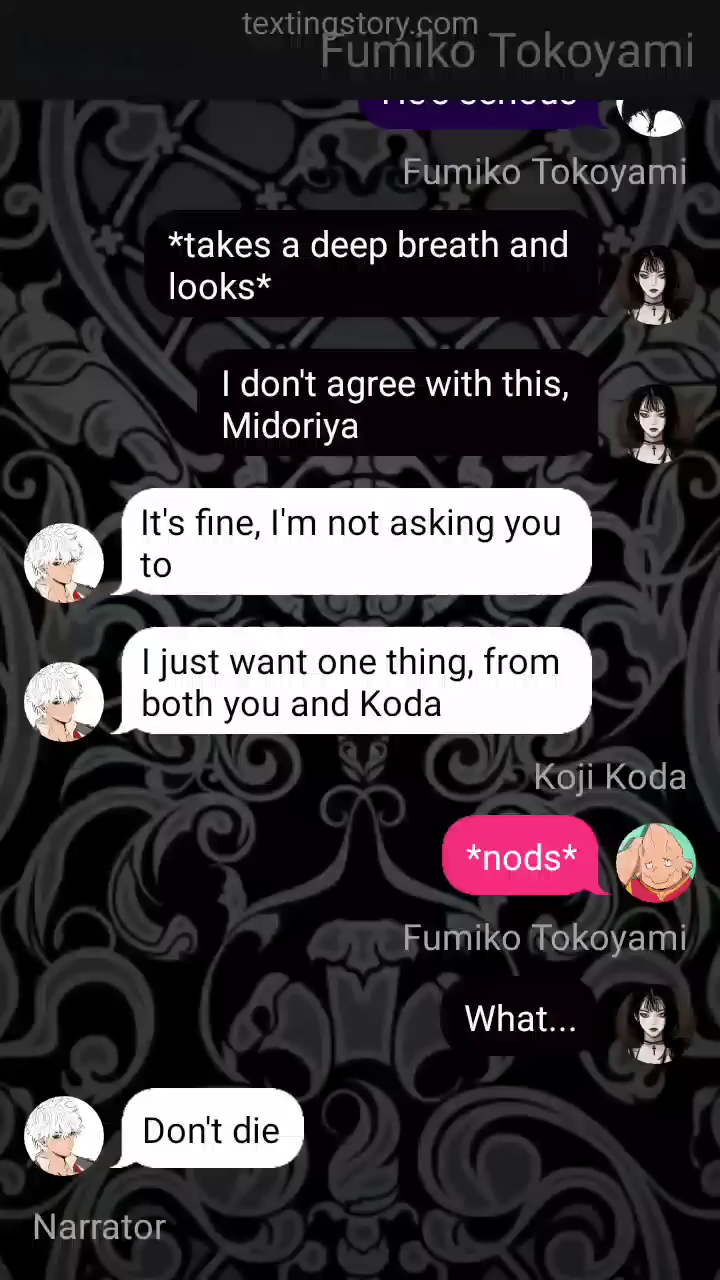 textingstory.com
Fumiko Tokoyami
Fumiko Tokoyami
*takes a deep breath and
looks*
I don't agree with this,
Midoriya
It's fine, I'm not asking you
to
I just want one thing, from
both you and Koda
Koji Koda
*nods*
Fumiko Tokoyami
What...
Don't die
Narrator